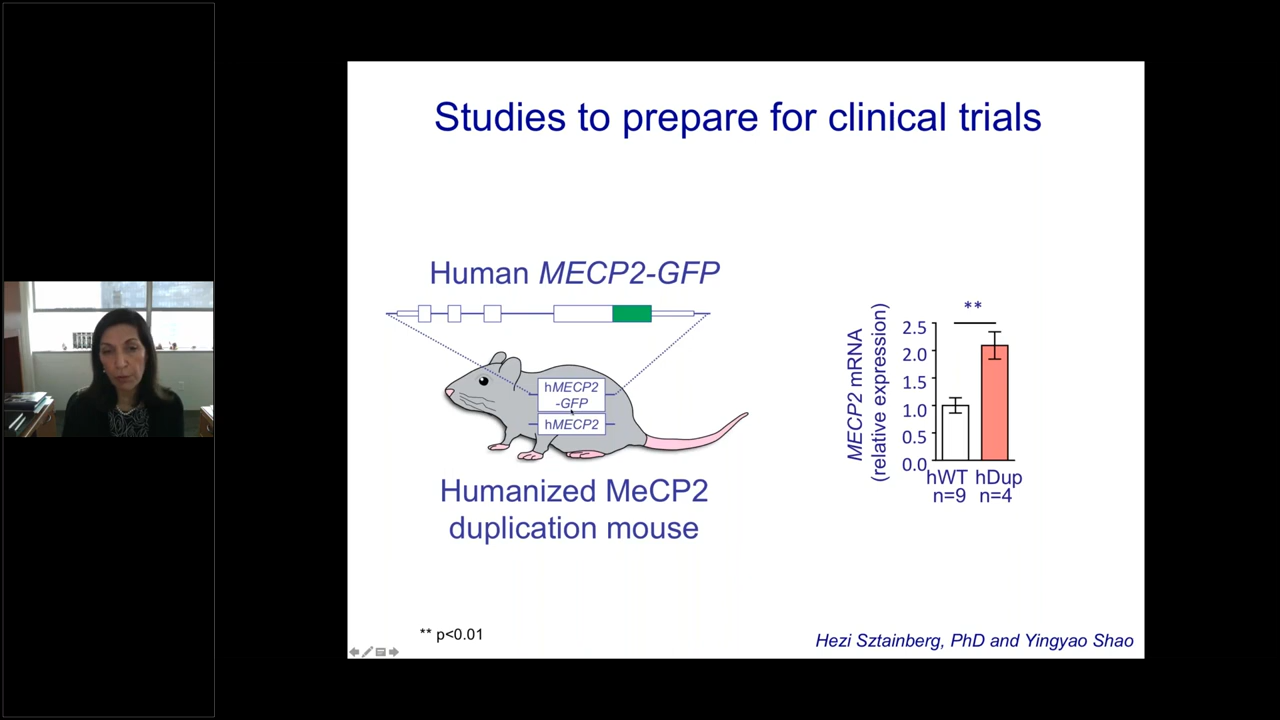 Studies to prepare for clinical trials
Human MECP2-GFP
hMECP2
-GFP
hMECP2
Humanized MeCP2
duplication mouse
MECP2 mRNA
(relative expression)
**
2.5
2.0
1.5
1.0
0.5
0.0
hWT hDup
n=9 n=4
** p<0.01
Hezi Sztainberg, PhD and Yingyao Shao